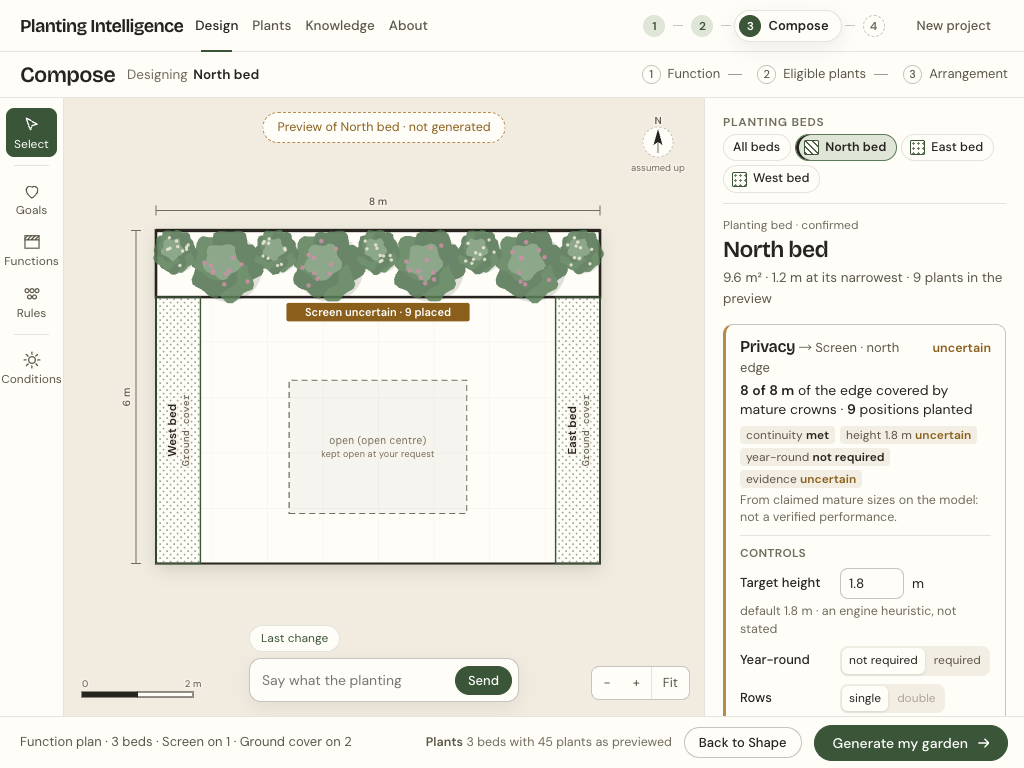 Planting Intelligence Design Plants Knowledge About 1 2 3 Compose 4 New project
Compose Designing North bed 1 Function 2 Eligible plants 3 Arrangement
Select
Goals
Functions
Rules
Conditions
Preview of North bed · not generated
N
assumed up
8 m
6 m
Screen uncertain · 9 placed
West bed
Ground cover
open (open centre)
kept open at your request
East bed
Ground cover
Last change
Say what the planting
Send
0 2 m
− + Fit
PLANTING BEDS
All beds North bed East bed
West bed
Planting bed · confirmed
North bed
9.6 m² · 1.2 m at its narrowest · 9 plants in the
preview
Privacy → Screen · north uncertain
edge
8 of 8 m of the edge covered by
mature crowns · 9 positions planted
continuity met height 1.8 m uncertain
year-round not required
evidence uncertain
From claimed mature sizes on the model:
not a verified performance.
CONTROLS
Target height 1.8 m
default 1.8 m · an engine heuristic, not
stated
Year-round not required required
Rows single double
Function plan · 3 beds · Screen on 1 · Ground cover on 2 Plants 3 beds with 45 plants as previewed Back to Shape Generate my garden →